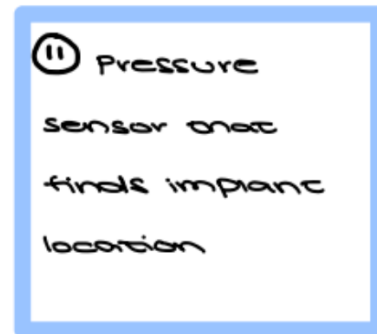 11 Pressure
sensor that
finds implant
location